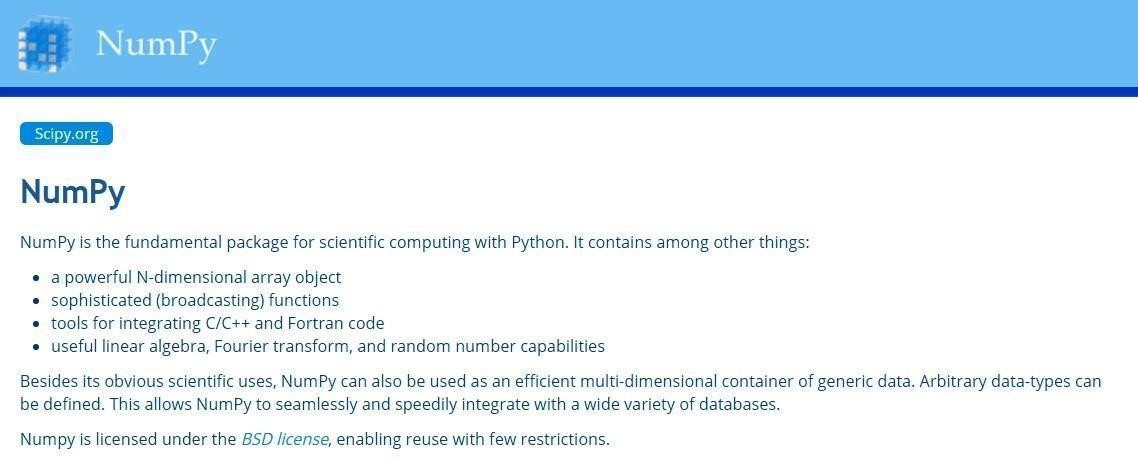 NumPy
Scipy.org
NumPy
NumPy is the fundamental package for scientific computing with Python. It contains among other things:
a powerful N-dimensional array object
sophisticated (broadcasting) functions
tools for integrating C/C++ and Fortran code
useful linear algebra, Fourier transform, and random number capabilities
Besides its obvious scientific uses, NumPy can also be used as an efficient multi-dimensional container of generic data. Arbitrary data-types can
be defined. This allows NumPy to seamlessly and speedily integrate with a wide variety of databases.
Numpy is licensed under the BSD license, enabling reuse with few restrictions.